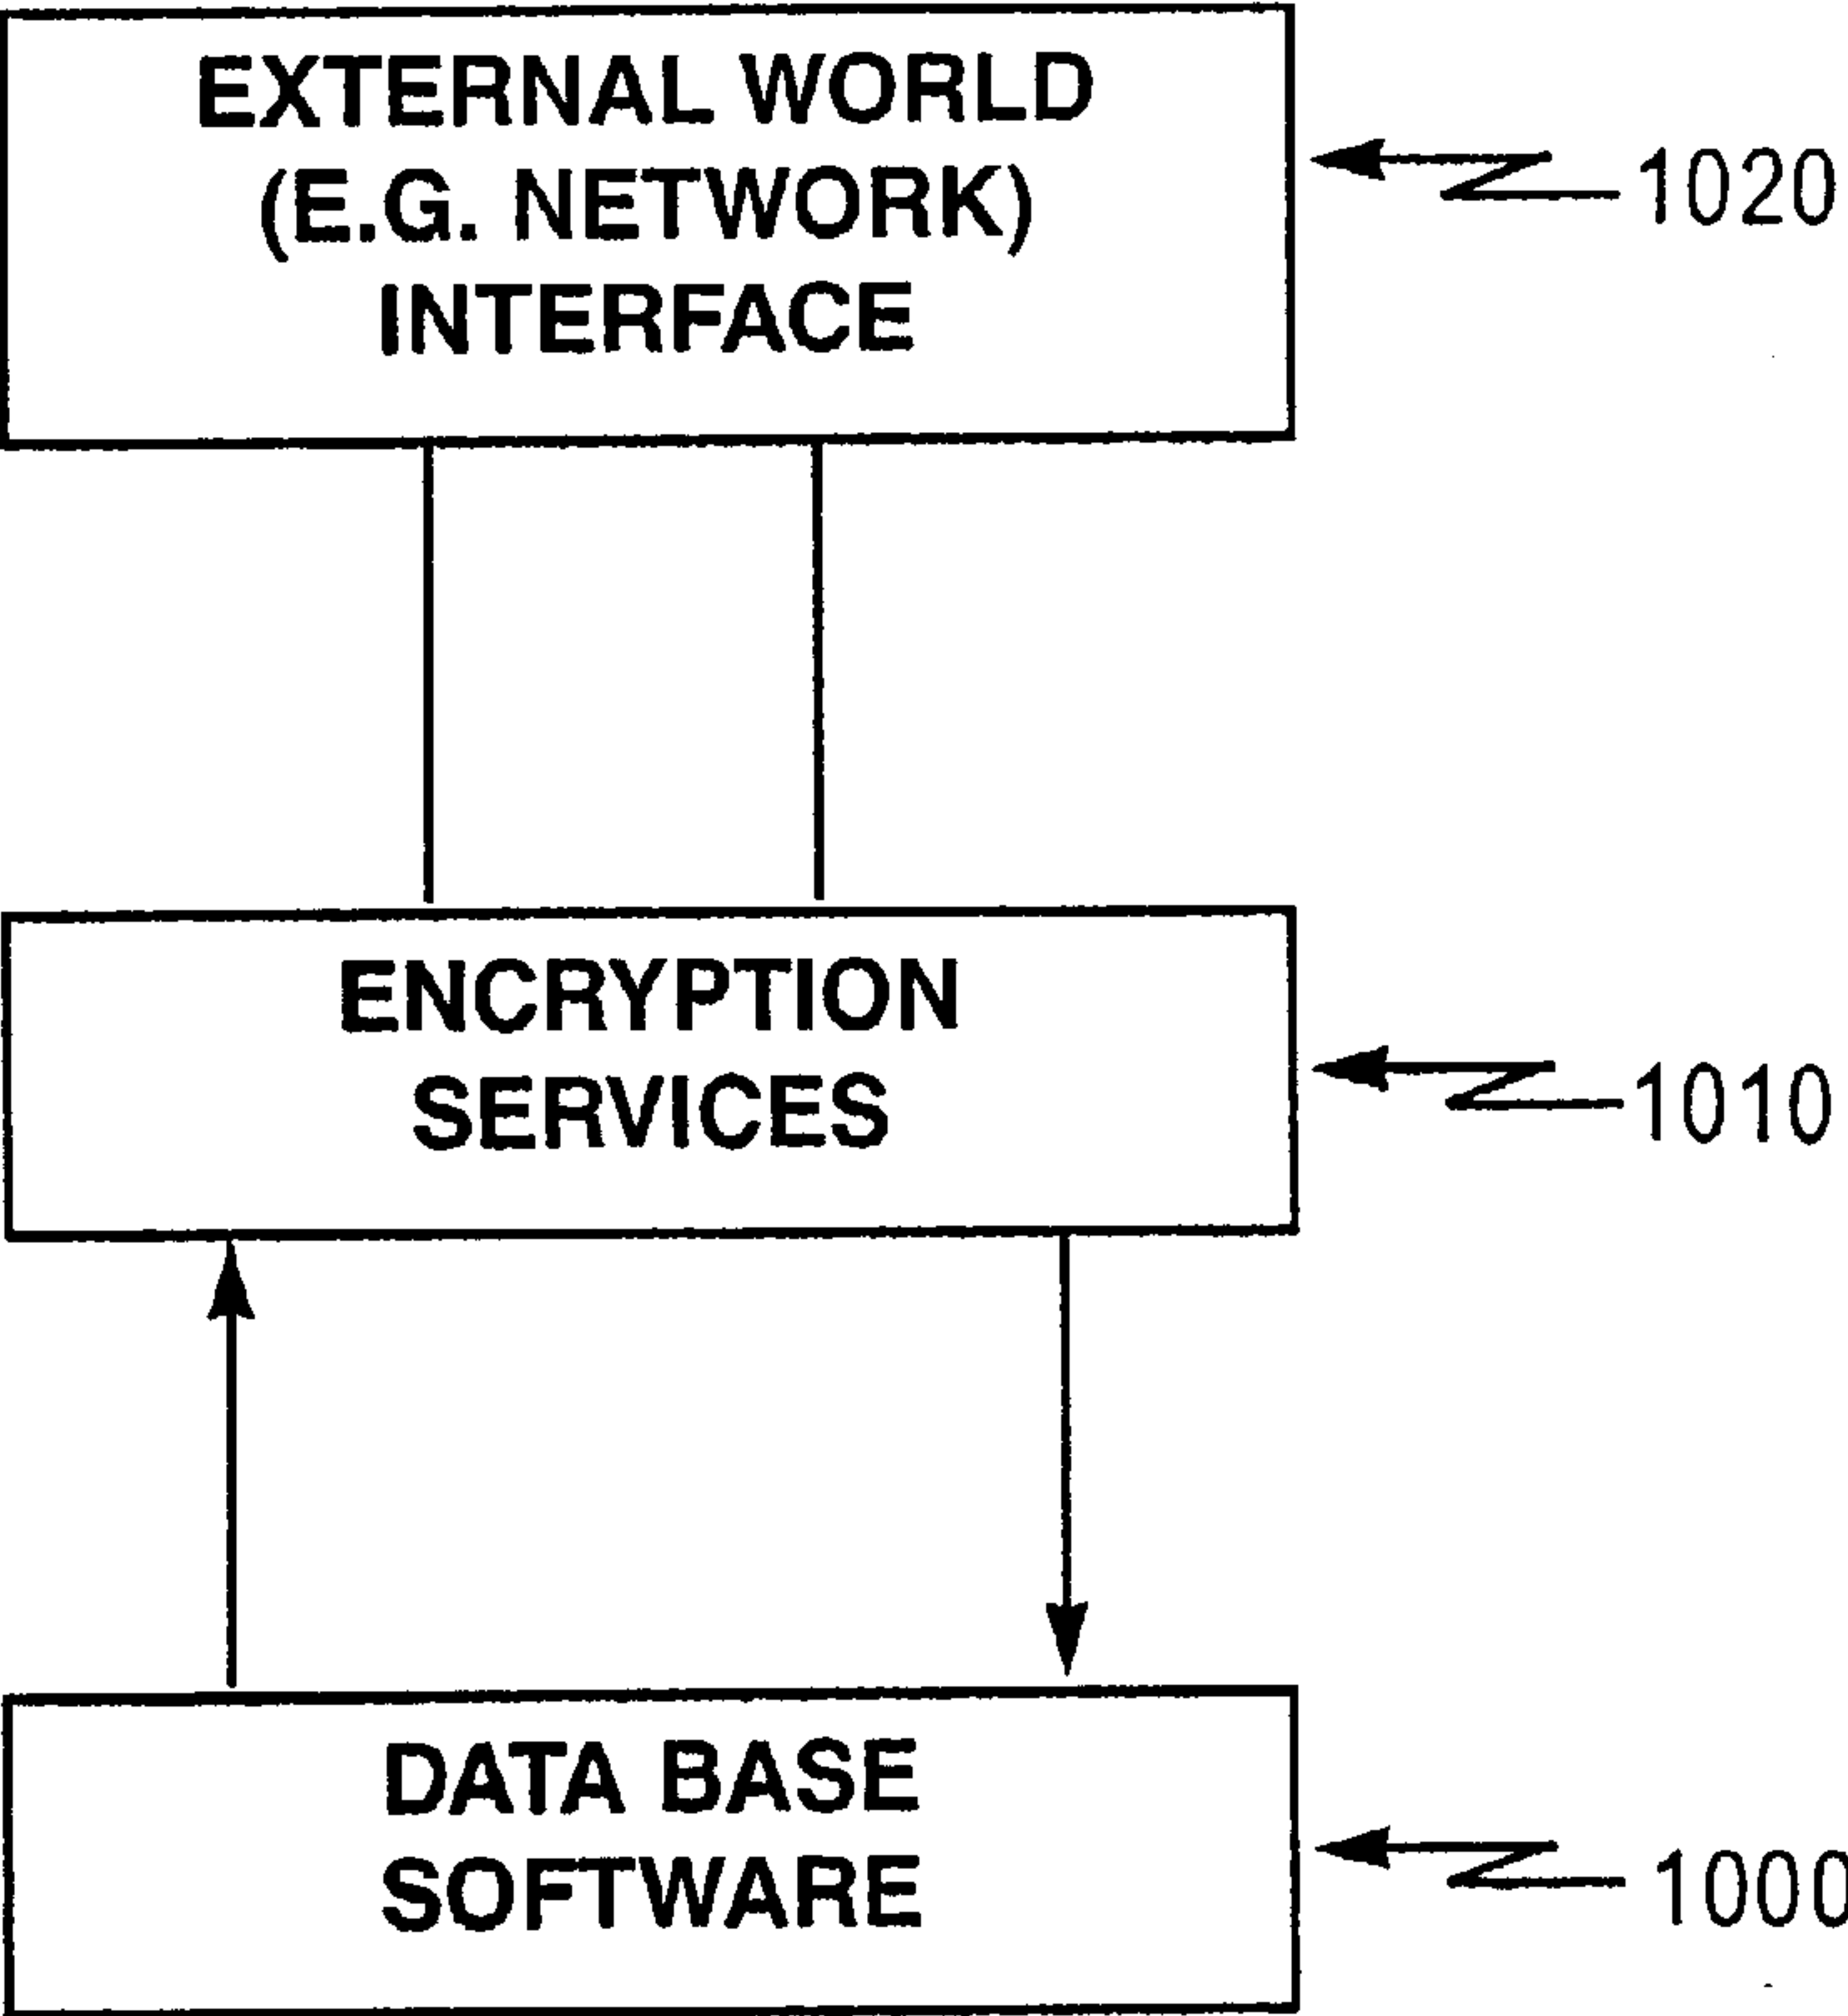 EXTERNAL WORLD
(E.G. NETWORK)
INTERFACE
1020
ENCRYPTION
SERVICES
1010
DATA BASE
SOFTWARE
1000